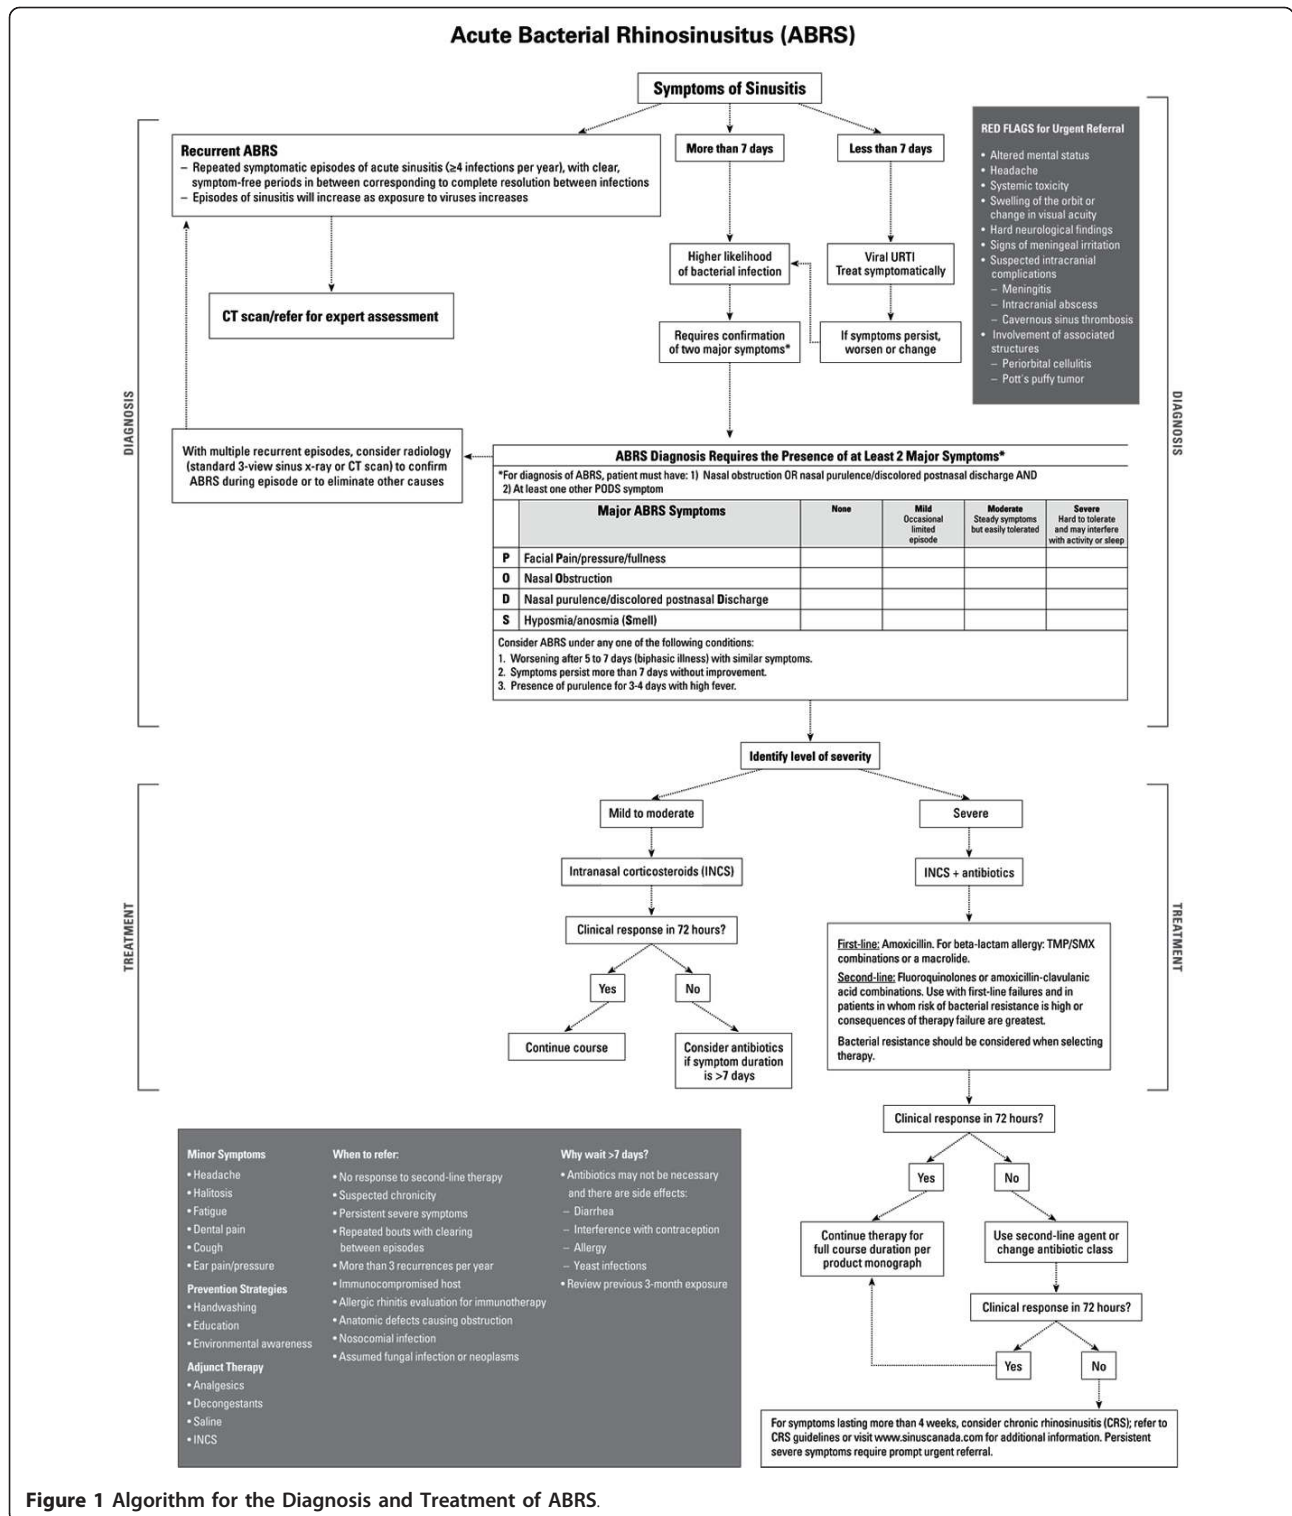 Acute Bacterial Rhinosinusitus (ABRS)
Symptoms of Sinusitis
Recurrent ABRS
– Repeated symptomatic episodes of acute sinusitis (≥4 infections per year), with clear,
symptom-free periods in between corresponding to complete resolution between infections
– Episodes of sinusitis will increase as exposure to viruses increases
More than 7 days
Less than 7 days
RED FLAGS for Urgent Referral
• Altered mental status
• Headache
• Systemic toxicity
• Swelling of the orbit or
change in visual acuity
• Hard neurological findings
• Signs of meningeal irritation
• Suspected intracranial
complications
– Meningitis
– Intracranial abscess
– Cavernous sinus thrombosis
• Involvement of associated
structures
– Periorbital cellulitis
– Pott´s puffy tumor
Higher likelihood
of bacterial infection
Viral URTI
Treat symptomatically
CT scan/refer for expert assessment
Requires confirmation
of two major symptoms*
If symptoms persist,
worsen or change
DIAGNOSIS
DIAGNOSIS
With multiple recurrent episodes, consider radiology
(standard 3-view sinus x-ray or CT scan) to confirm
ABRS during episode or to eliminate other causes
ABRS Diagnosis Requires the Presence of at Least 2 Major Symptoms*
*For diagnosis of ABRS, patient must have: 1) Nasal obstruction OR nasal purulence/discolored postnasal discharge AND
2) At least one other PODS symptom
Major ABRS Symptoms
None
Mild
Occasional
limited
episode
Moderate
Steady symptoms
but easily tolerated
Severe
Hard to tolerate
and may interfere
with activity or sleep
P Facial Pain/pressure/fullness
O Nasal Obstruction
D Nasal purulence/discolored postnasal Discharge
S Hyposmia/anosmia (Smell)
Consider ABRS under any one of the following conditions:
1. Worsening after 5 to 7 days (biphasic illness) with similar symptoms.
2. Symptoms persist more than 7 days without improvement.
3. Presence of purulence for 3-4 days with high fever.
Identify level of severity
Mild to moderate
Severe
Intranasal corticosteroids (INCS)
INCS + antibiotics
Clinical response in 72 hours?
TREATMENT
TREATMENT
First-line: Amoxicillin. For beta-lactam allergy: TMP/SMX
combinations or a macrolide.
Second-line: Fluoroquinolones or amoxicillin-clavulanic
acid combinations. Use with first-line failures and in
patients in whom risk of bacterial resistance is high or
consequences of therapy failure are greatest.
Bacterial resistance should be considered when selecting
therapy.
Yes
No
Continue course
Consider antibiotics
if symptom duration
is >7 days
Clinical response in 72 hours?
Yes
No
Continue therapy for
full course duration per
product monograph
Use second-line agent or
change antibiotic class
Clinical response in 72 hours?
Yes
No
For symptoms lasting more than 4 weeks, consider chronic rhinosinusitis (CRS); refer to
CRS guidelines or visit www.sinuscanada.com for additional information. Persistent
severe symptoms require prompt urgent referral.
Minor Symptoms
• Headache
• Halitosis
• Fatigue
• Dental pain
• Cough
• Ear pain/pressure
Prevention Strategies
• Handwashing
• Education
• Environmental awareness
Adjunct Therapy
• Analgesics
• Decongestants
• Saline
• INCS
When to refer:
• No response to second-line therapy
• Suspected chronicity
• Persistent severe symptoms
• Repeated bouts with clearing
between episodes
• More than 3 recurrences per year
• Immunocompromised host
• Allergic rhinitis evaluation for immunotherapy
• Anatomic defects causing obstruction
• Nosocomial infection
• Assumed fungal infection or neoplasms
Why wait >7 days?
• Antibiotics may not be necessary
and there are side effects:
– Diarrhea
– Interference with contraception
– Allergy
– Yeast infections
• Review previous 3-month exposure
Figure 1 Algorithm for the Diagnosis and Treatment of ABRS.